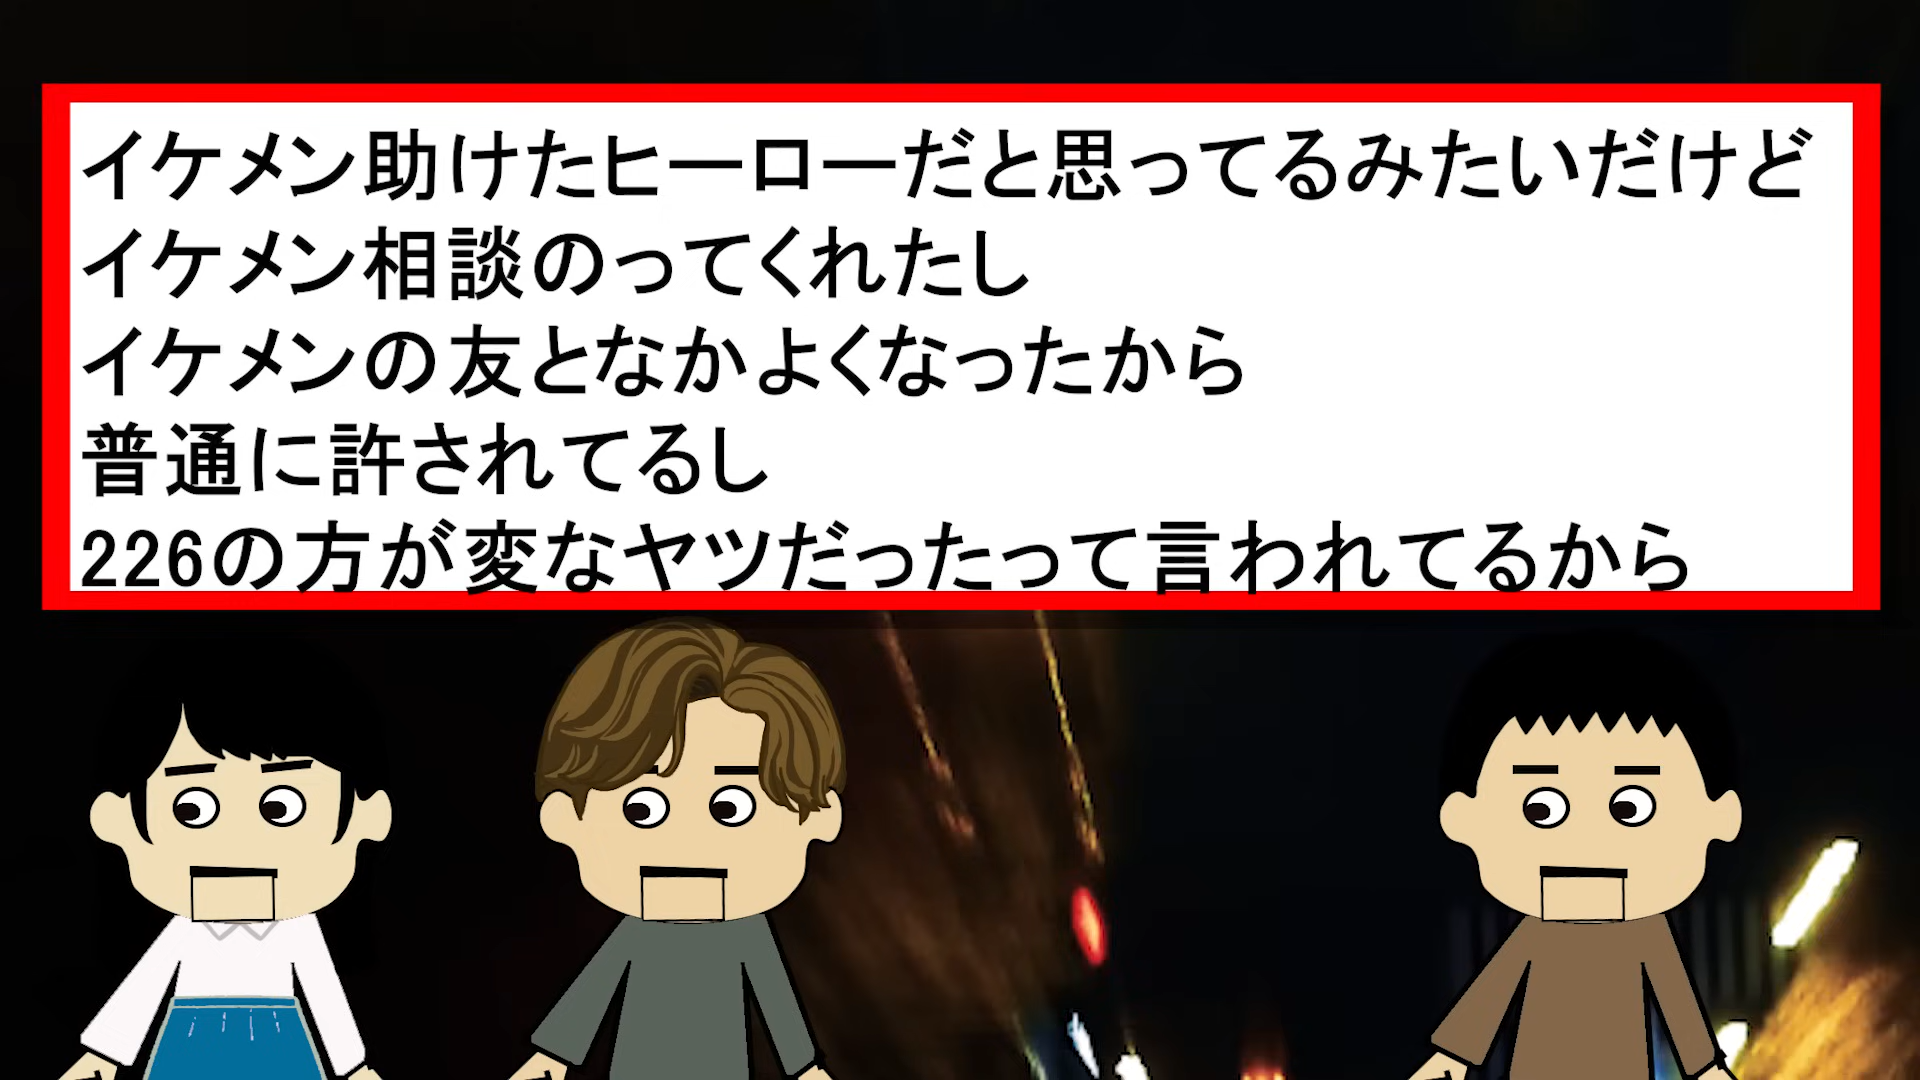 イケメン助けたヒーローだと思ってるみたいだけど
イケメン相談のってくれたし
イケメンの友となかよくなったから
普通に許されてるし
226の方が変なヤツだったって言われてるから